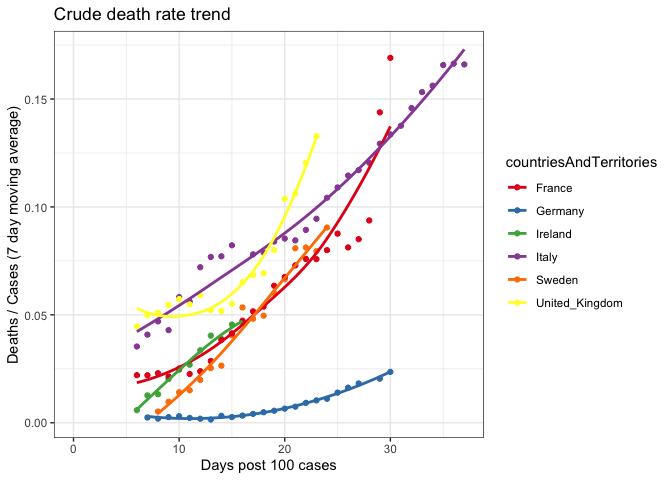 Crude death rate trend
Deaths / Cases (7 day moving average)
0.15
0.10
0.05
0.00
0
10
20
30
Days post 100 cases
countriesAndTerritories
France
Germany
Ireland
Italy
Sweden
United_Kingdom